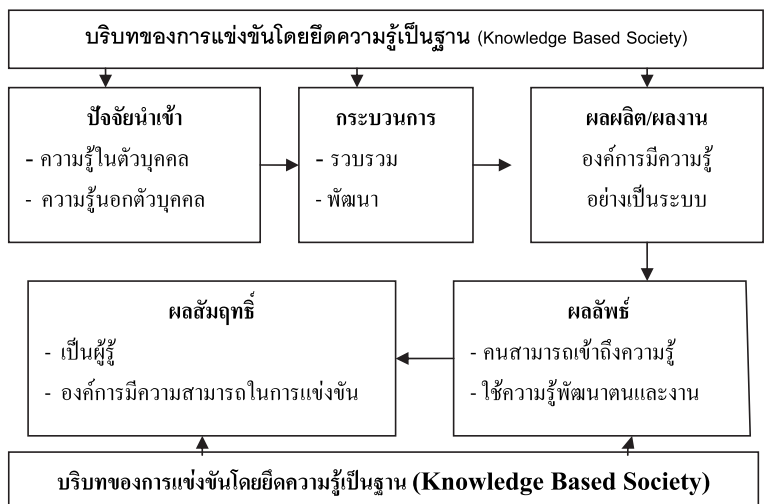 บริบทของการแข่งขันโดยยึดความรู้เป็นฐาน (Knowledge Based Society)
ปัจจัยนำเข้า
- ความรู้ในตัวบุคคล
- ความรู้นอกตัวบุคคล
กระบวนการ
- รวบรวม
- พัฒนา
ผลผลิต/ผลงาน
องค์การมีความรู้
อย่างเป็นระบบ
ผลสัมฤทธิ์
- เป็นผู้รู้
- องค์การมีความสามารถในการแข่งขัน
ผลลัพธ์
- คนสามารถเข้าถึงความรู้
- ใช้ความรู้พัฒนาตนและงาน
บริบทของการแข่งขันโดยยึดความรู้เป็นฐาน (Knowledge Based Society)